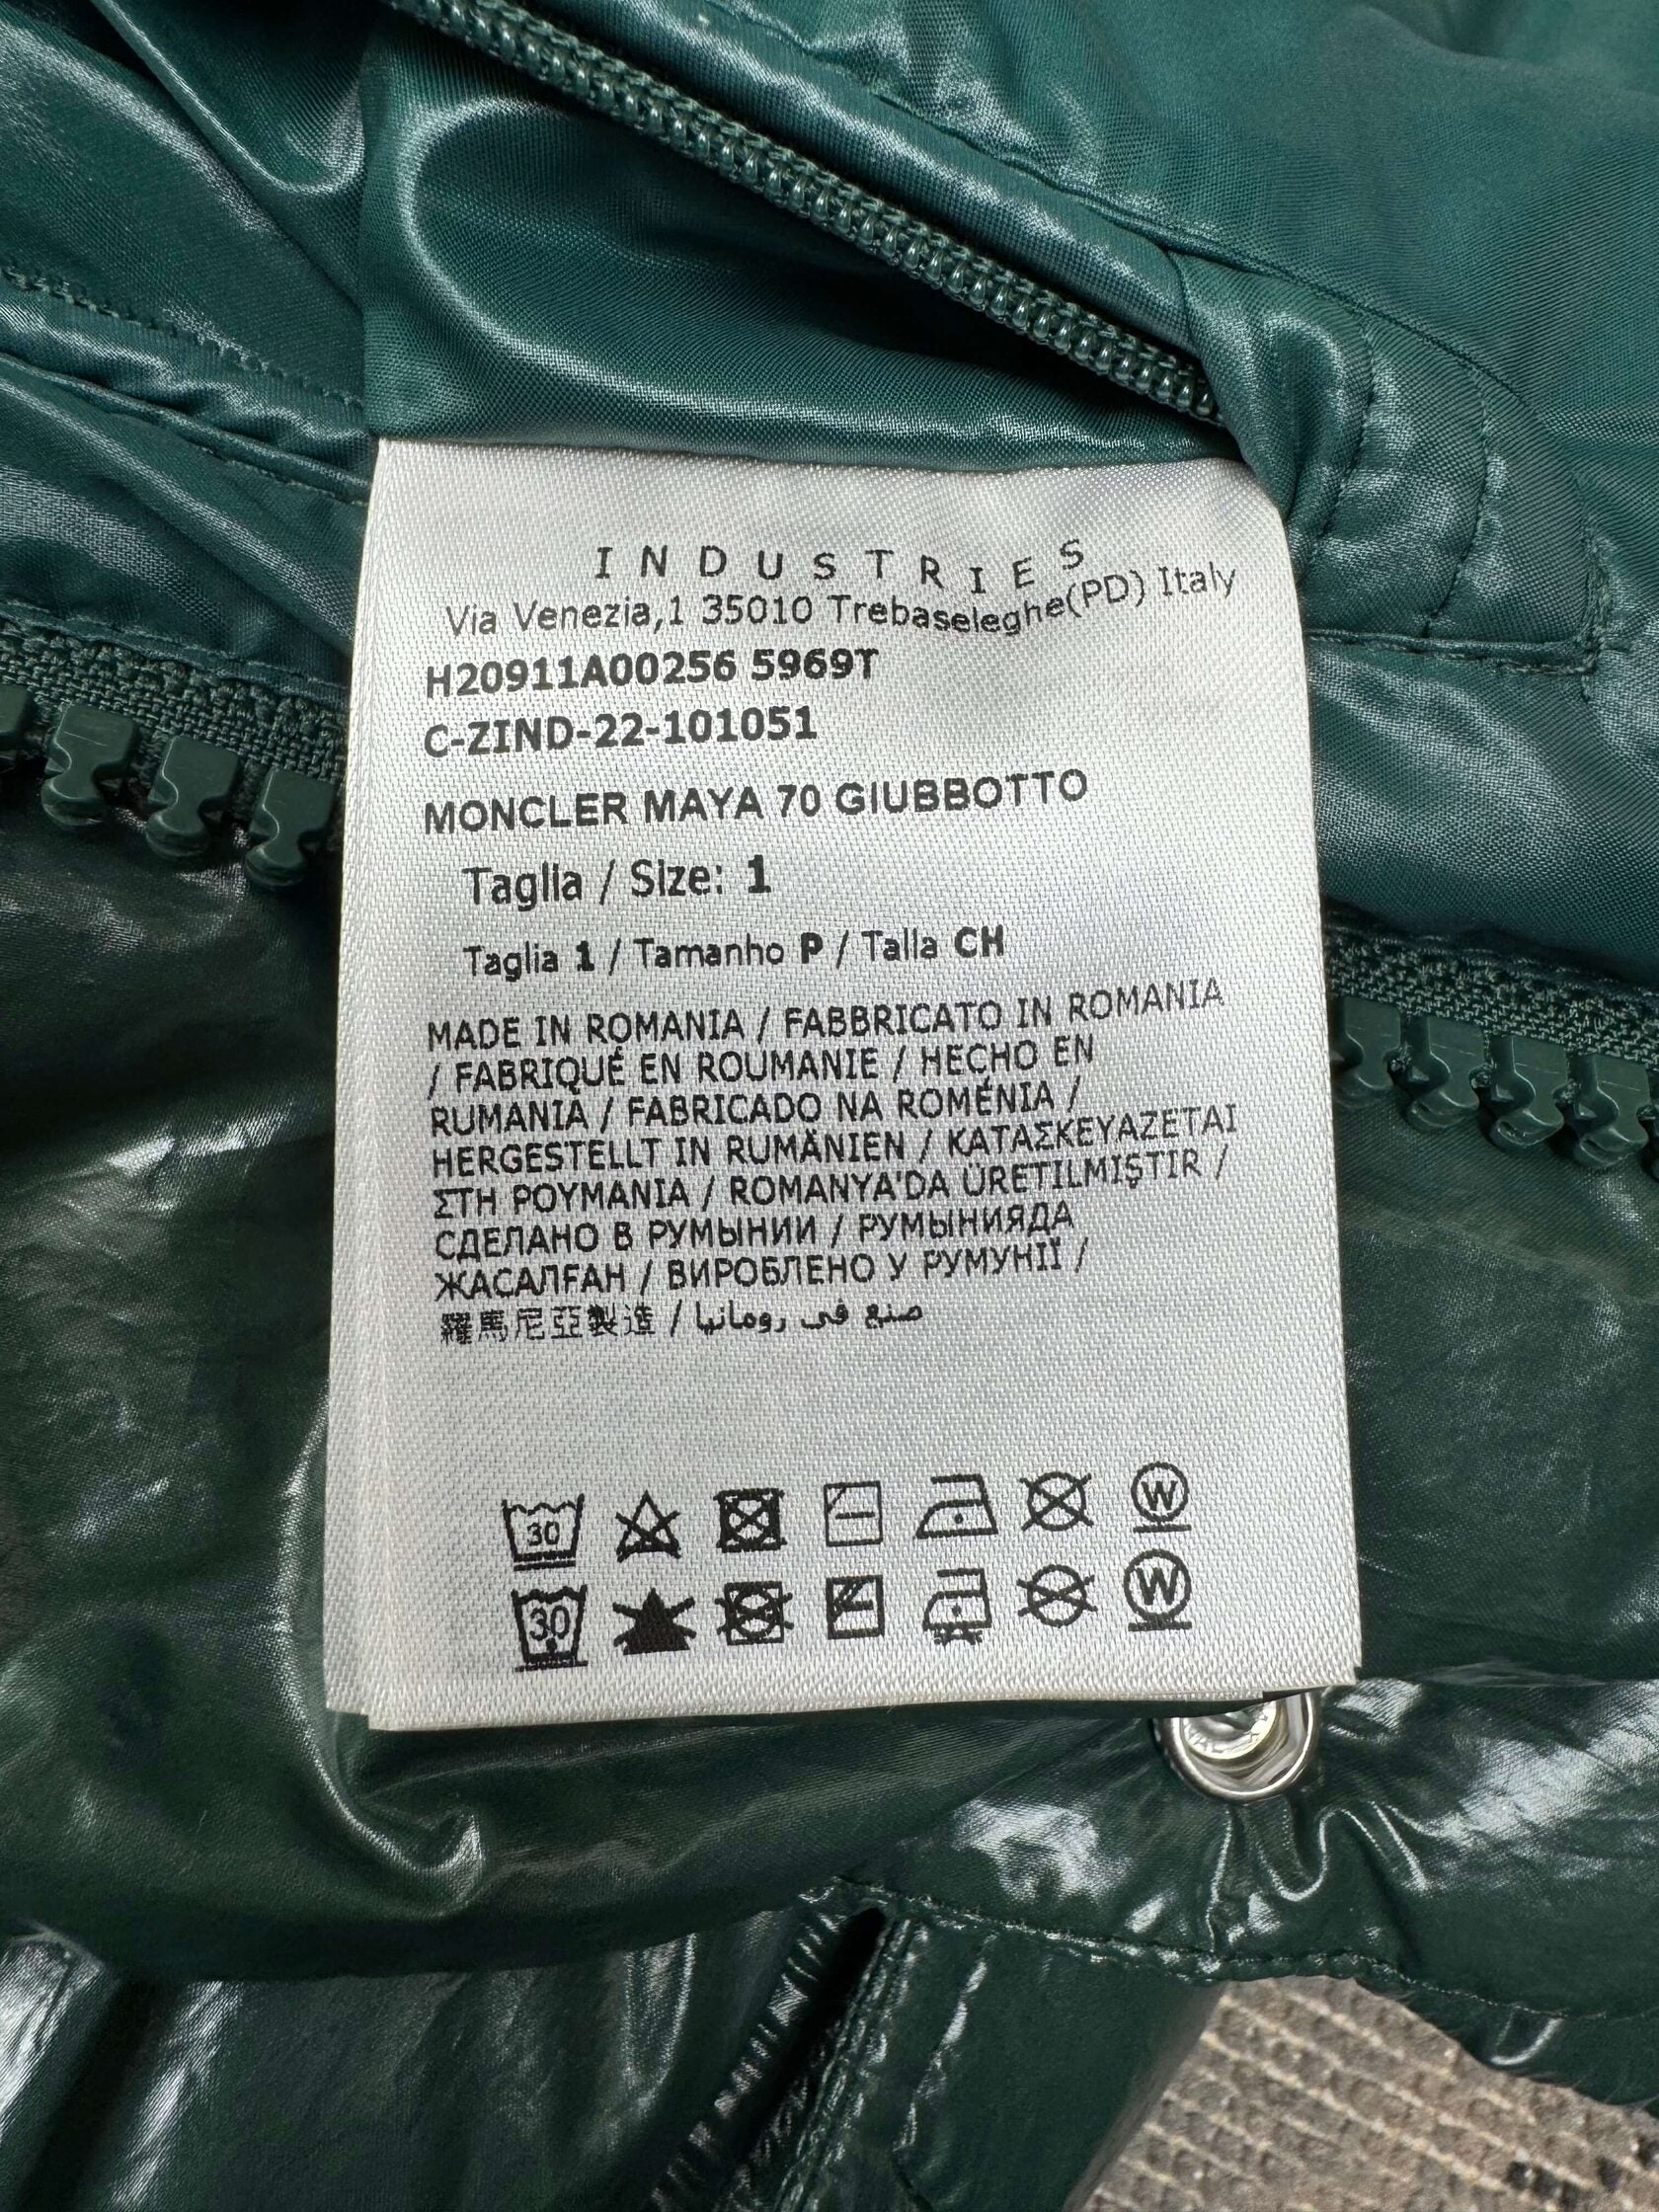 INDUSTRIES
Via Venezia,1 35010 Trebaseleghe(PD) Italy
H20911A00256 5969T
C-ZIND-22-101051
MONCLER MAYA 70 GIUBBOTTO
Taglia / Size: 1
Taglia 1 / Tamanho P / Talla CH
MADE IN ROMANIA / FABBRICATO IN ROMANIA
/ FABRIQUÉ EN ROUMANIE / HECHO EN
RUMANIA / FABRICADO NA ROMÉNIA /
HERGESTELLT IN RUMÄNIEN / ΚΑΤΑΣΚΕΥΑΖΕΤΑΙ
ΣΤΗ ΡΟΥΜΑΝΙΑ / ROMANYA'DA ÜRETILMIŞTIR /
СДЕЛАНО В РУМЫНИИ / РУМЫНИЯДА
ЖАСАЛҒАН / ВИРОБЛЕНО У РУМУНІЇ /
羅馬尼亞製造 / صنع في رومانيا
30 W
30 W